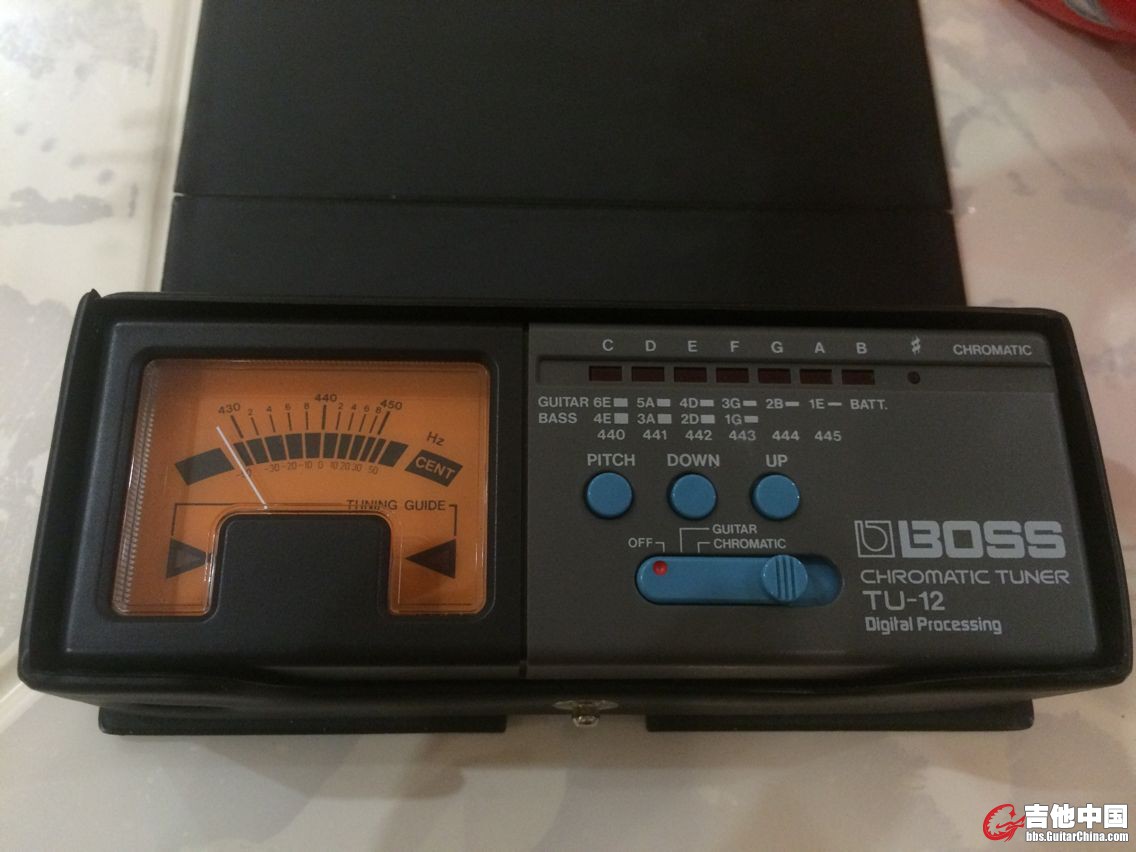 C D E F G A B ♯ CHROMATIC
GUITAR 6E 5A 4D 3G 2B 1E BATT.
BASS 4E 3A 2D 1G
440 441 442 443 444 445
PITCH DOWN UP
OFF GUITAR
CHROMATIC
BOSS
CHROMATIC TUNER
TU-12
Digital Processing
430 2 4 6 8 440 2 4 6 8 450
Hz
-30 -20 -10 0 10 20 30 50
CENT
TUNING GUIDE
吉他中国
bbs.GuitarChina.com